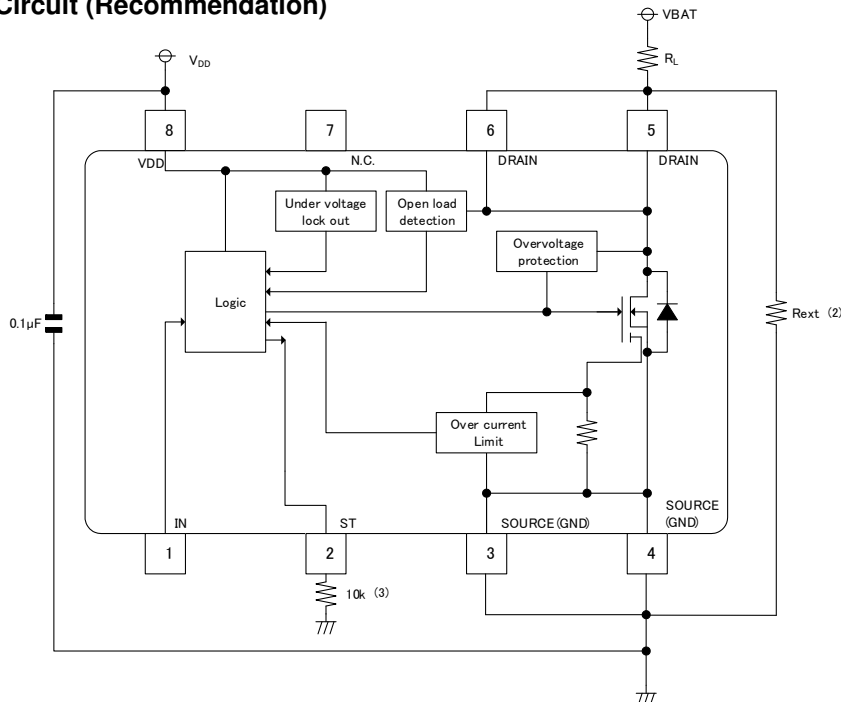 Circuit (Recommendation)
VBAT
VDD
RL
8
7
6
5
VDD
N.C.
DRAIN
DRAIN
Under voltage
lock out
Open load
detection
Overvoltage
protection
Logic
0.1μF
Rext (2)
Over current
Limit
IN
ST
SOURCE(GND)
SOURCE
(GND)
1
2
3
4
10k (3)